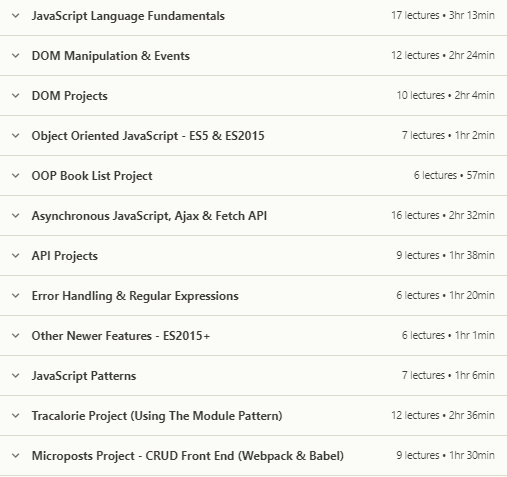 JavaScript Language Fundamentals 17 lectures • 3hr 13min
DOM Manipulation & Events 12 lectures • 2hr 24min
DOM Projects 10 lectures • 2hr 4min
Object Oriented JavaScript - ES5 & ES2015 7 lectures • 1hr 2min
OOP Book List Project 6 lectures • 57min
Asynchronous JavaScript, Ajax & Fetch API 16 lectures • 2hr 32min
API Projects 9 lectures • 1hr 38min
Error Handling & Regular Expressions 6 lectures • 1hr 20min
Other Newer Features - ES2015+ 6 lectures • 1hr 1min
JavaScript Patterns 7 lectures • 1hr 6min
Tracalorie Project (Using The Module Pattern) 12 lectures • 2hr 36min
Microposts Project - CRUD Front End (Webpack & Babel) 9 lectures • 1hr 30min